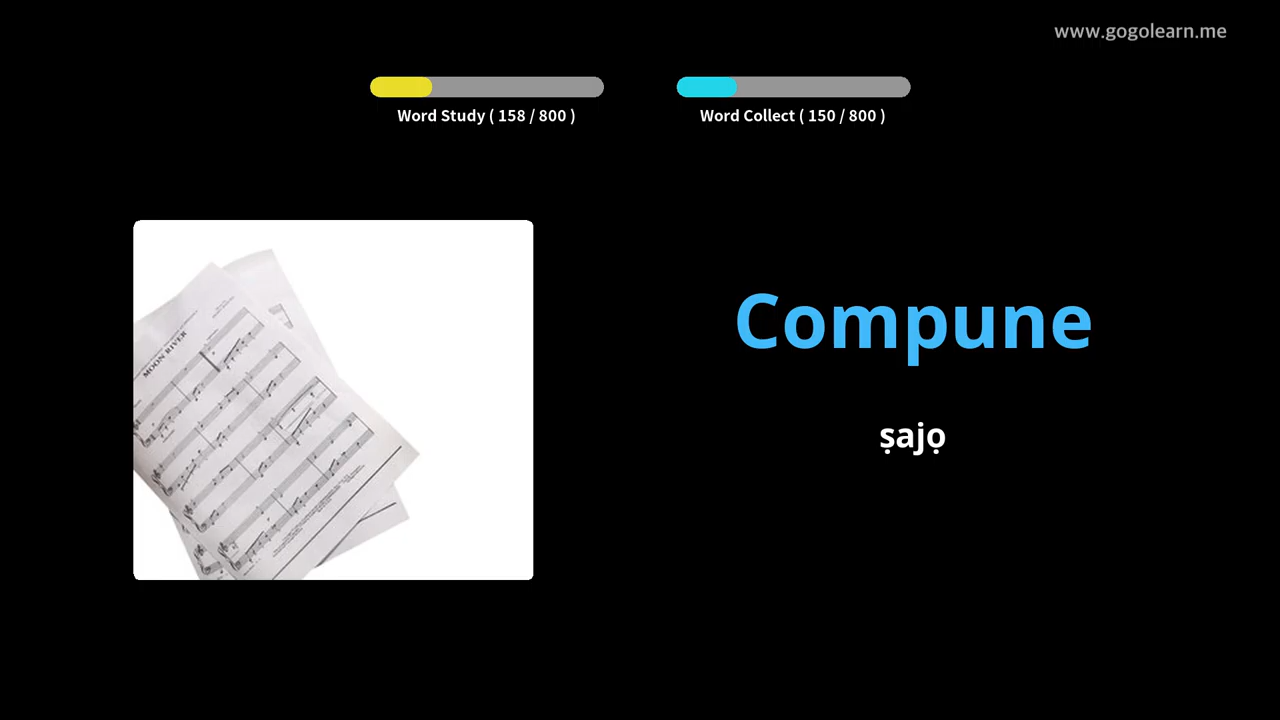 www.gogolearn.me
Word Study ( 158 / 800 )
Word Collect ( 150 / 800 )
MOON RIVER
Compune
ṣajọ